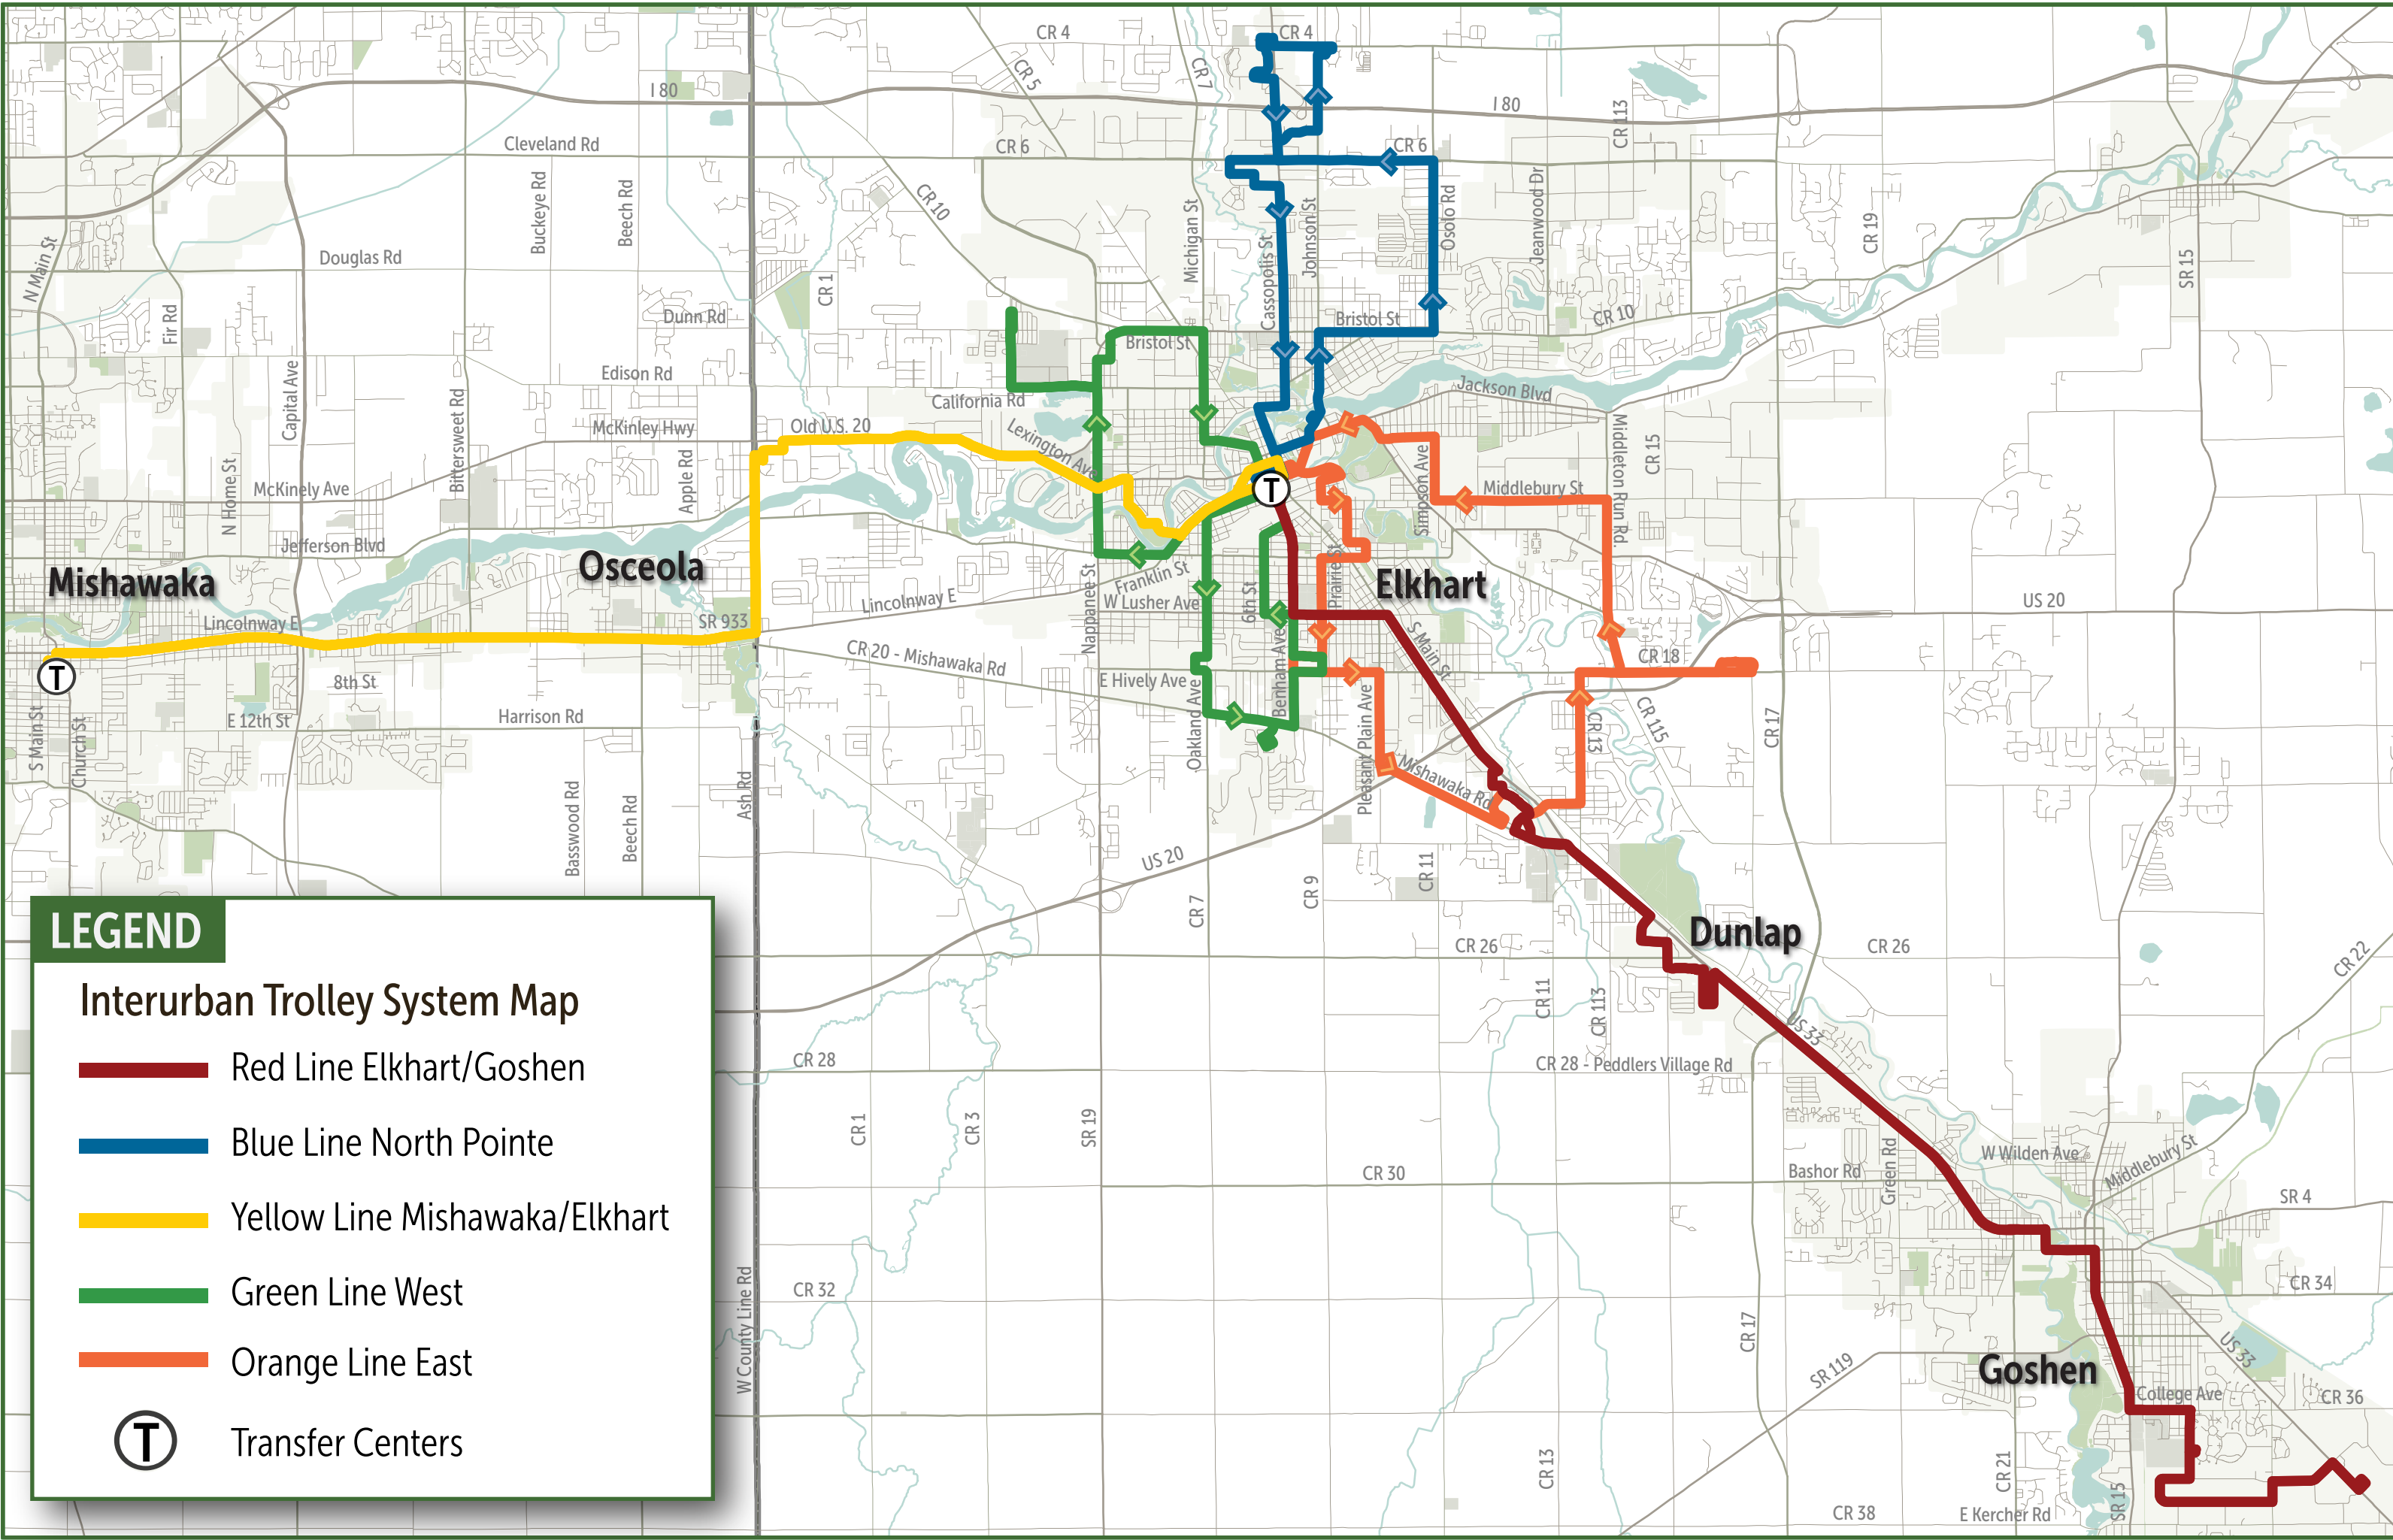 CR 4
CR 4
CR 5
CR 7
I 80
I 80
CR 113
Cleveland Rd
CR 6
CR 6
Buckeye Rd
Beech Rd
CR 10
Michigan St
Cassopolis St
Johnson St
Osolo Rd
Jeanwood Dr
CR 19
SR 15
N Main St
Douglas Rd
CR 1
Fir Rd
Dunn Rd
Bristol St
Bristol St
CR 10
Capital Ave
Bittersweet Rd
Edison Rd
California Rd
Jackson Blvd
McKinley Hwy
Old U.S. 20
Lexington Ave
Simpson Ave
Middleton Run Rd.
CR 15
N Home St
McKinely Ave
Apple Rd
Middlebury St
Jefferson Blvd
T
Mishawaka
Osceola
Elkhart
Nappanee St
Franklin St
W Lusher Ave
6th St
Prairie St
Lincolnway E
Lincolnway E
SR 933
US 20
CR 20 - Mishawaka Rd
S Main St
CR 18
T
8th St
E Hively Ave
Oakland Ave
Benham Ave
Pleasant Plain Ave
S Main St
Church St
E 12th St
Harrison Rd
CR 13
CR 115
CR 17
Mishawaka Rd
Ash Rd
Basswood Rd
Beech Rd
US 20
CR 7
CR 9
CR 11
Dunlap
CR 26
CR 26
CR 22
CR 11
CR 113
US 33
CR 28
CR 28 - Peddlers Village Rd
CR 1
CR 3
SR 19
CR 30
Bashor Rd
Green Rd
W Wilden Ave
Middlebury St
SR 4
CR 32
CR 34
W County Line Rd
CR 17
SR 119
US 33
Goshen
College Ave
CR 36
CR 13
CR 21
SR 15
CR 38
E Kercher Rd
LEGEND
Interurban Trolley System Map
Red Line Elkhart/Goshen
Blue Line North Pointe
Yellow Line Mishawaka/Elkhart
Green Line West
Orange Line East
T Transfer Centers